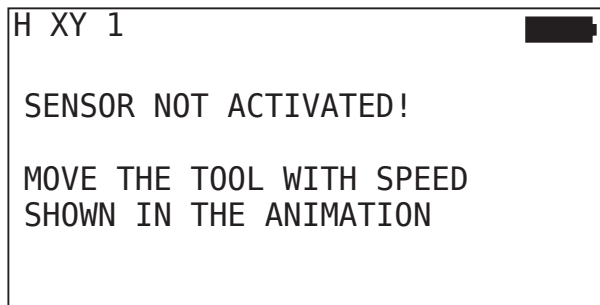 H XY 1
SENSOR NOT ACTIVATED!
MOVE THE TOOL WITH SPEED
SHOWN IN THE ANIMATION